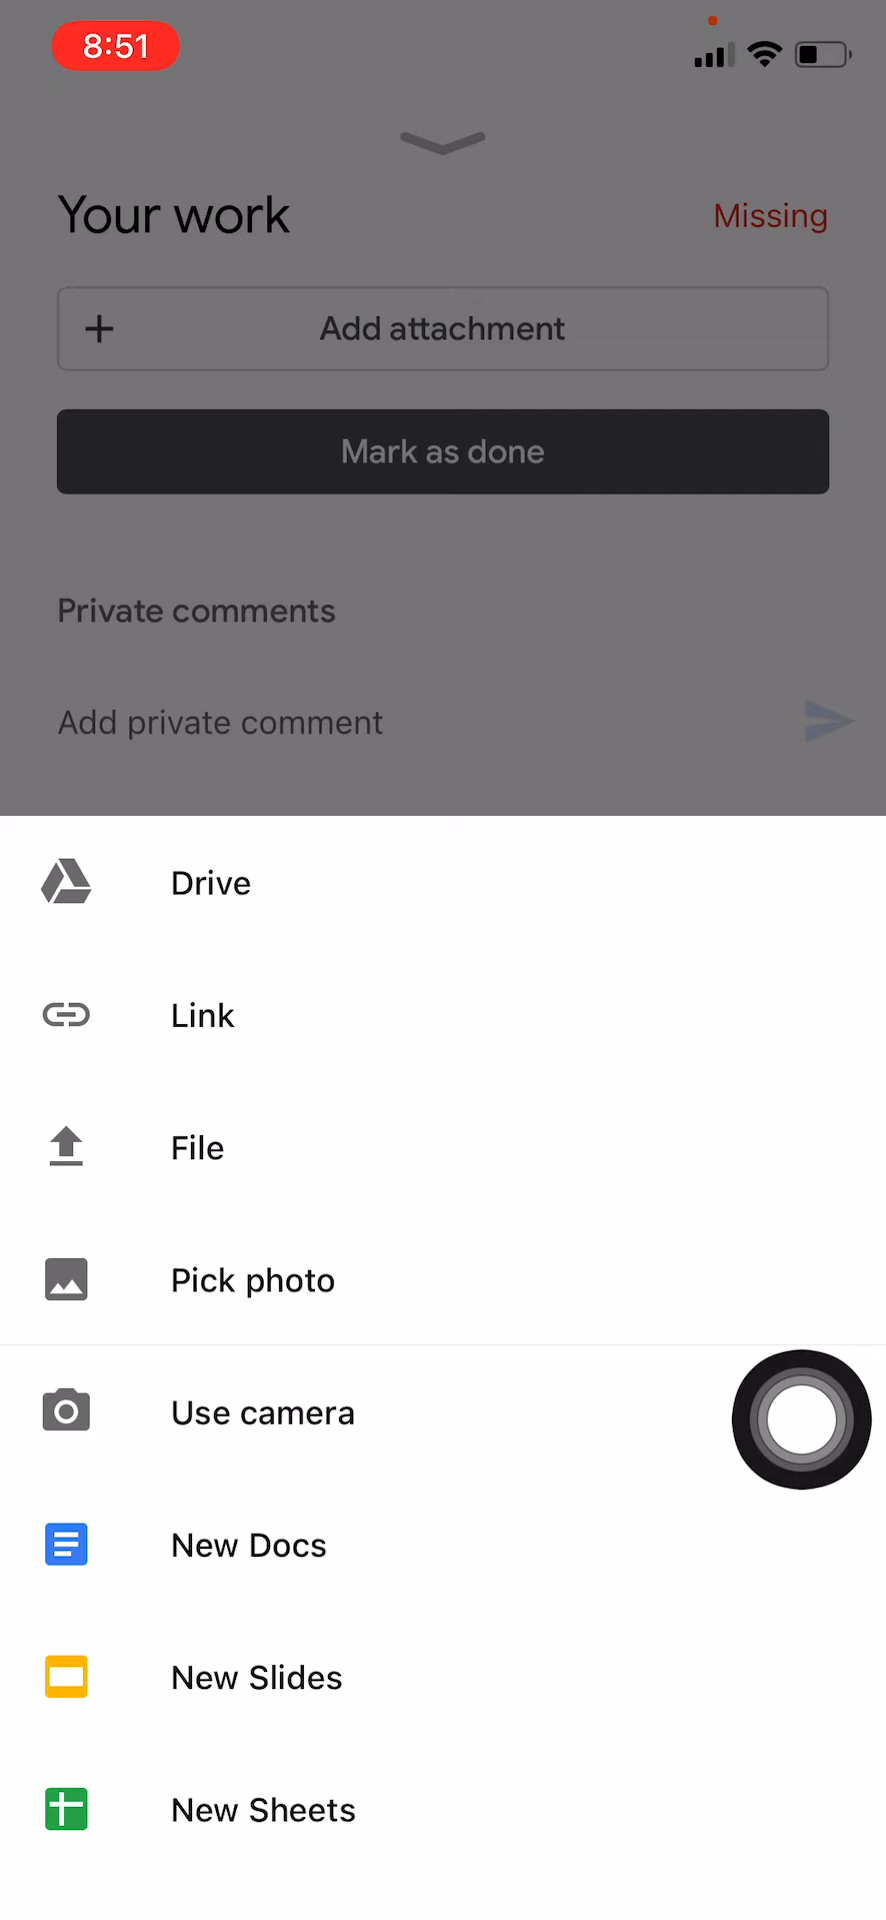 8:51
Your work
Missing
Add attachment
Mark as done
Private comments
Add private comment
Drive
Link
File
Pick photo
Use camera
New Docs
New Slides
New Sheets